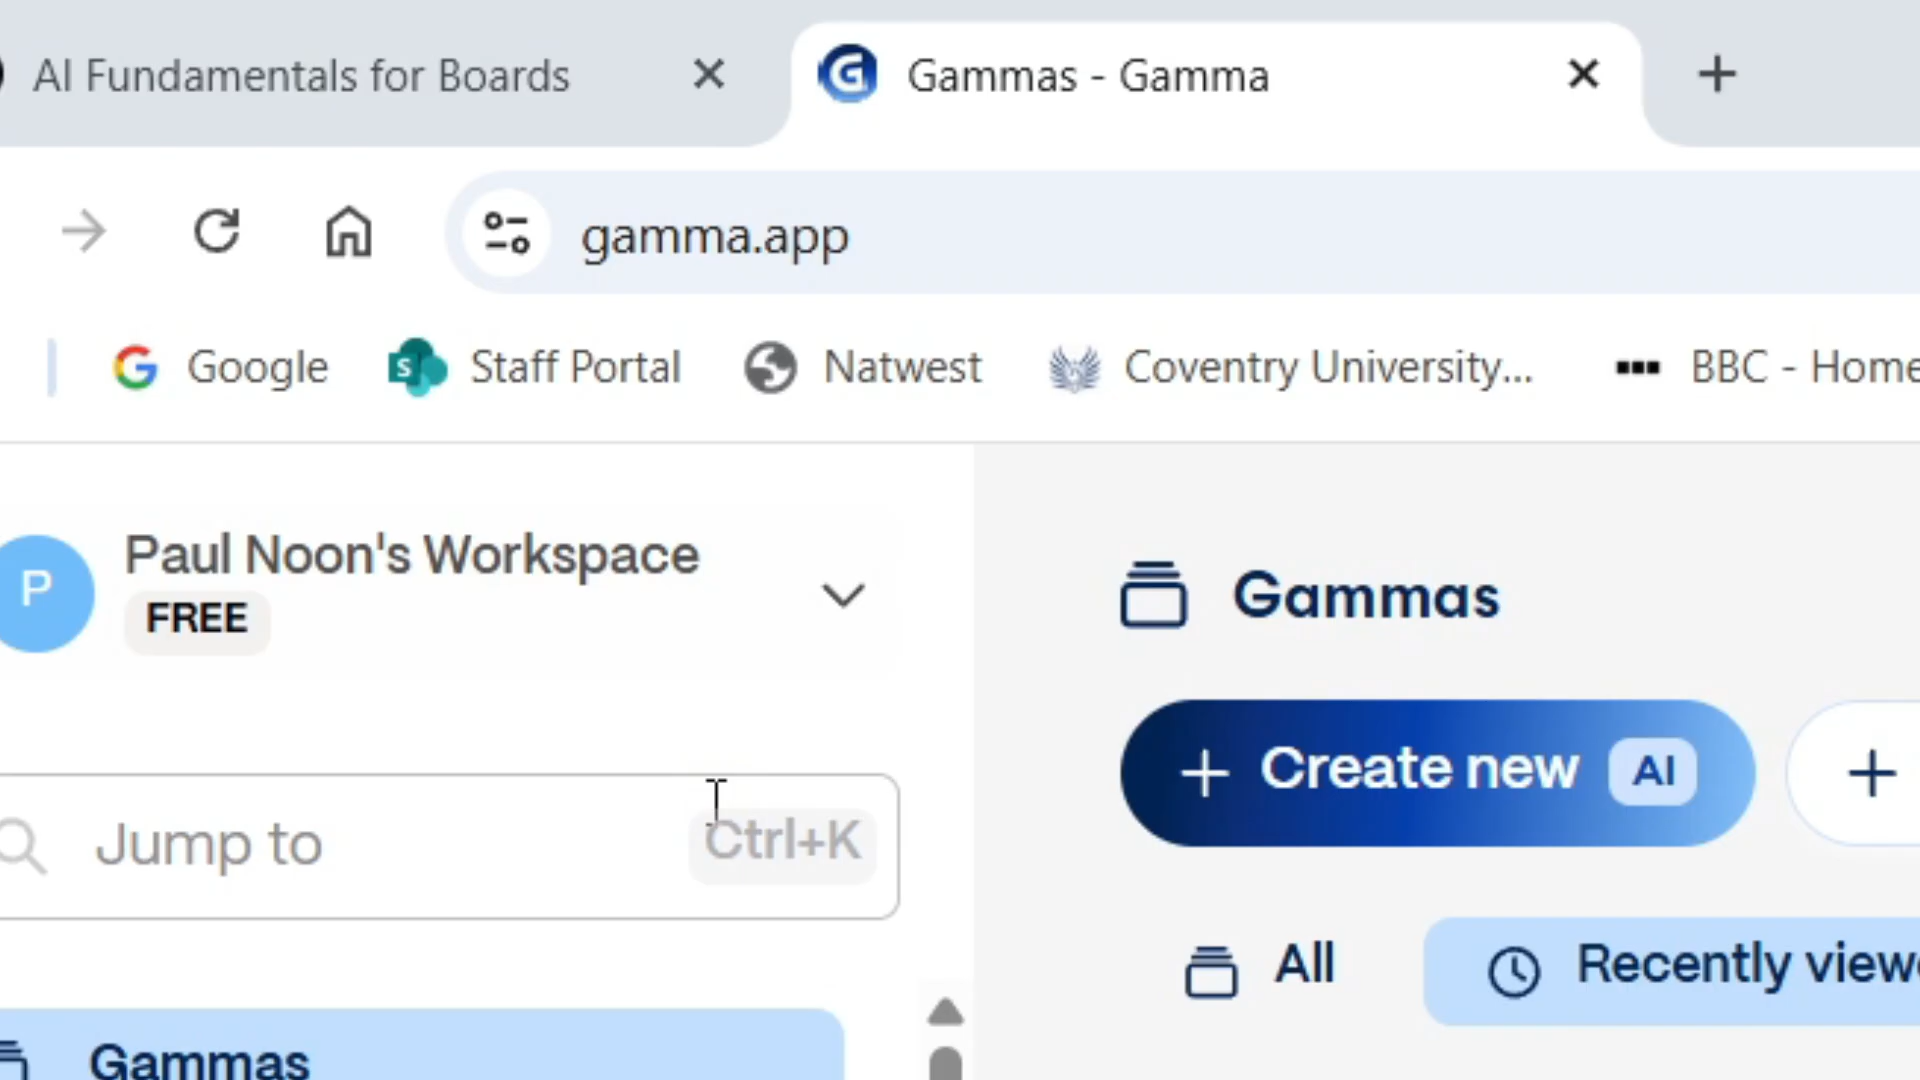 AI Fundamentals for Boards
Gammas - Gamma
gamma.app
Google
Staff Portal
Natwest
Coventry University...
BBC - Home
Paul Noon's Workspace
P
FREE
Gammas
Create new AI
Jump to
Ctrl+K
All
Recently view
Gammas